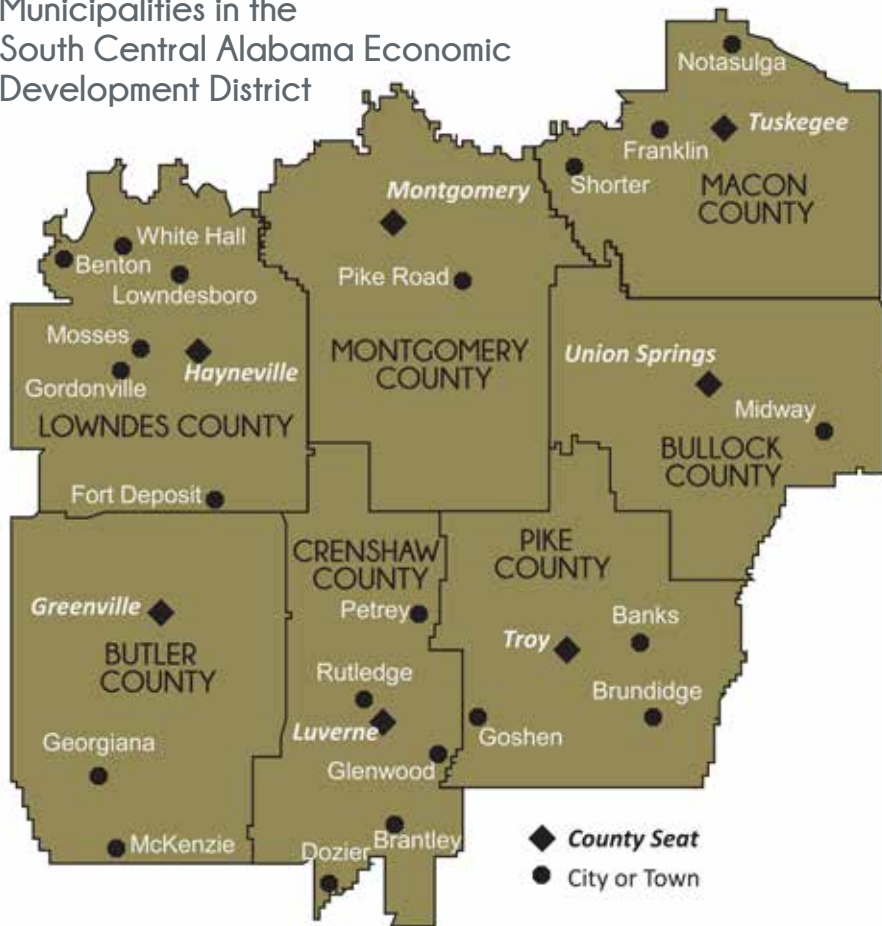 Municipalities in the
South Central Alabama Economic
Development District
Notasulga
Tuskegee
Franklin
Shorter
MACON
COUNTY
Montgomery
White Hall
Benton
Lowndesboro
Pike Road
Mosses
Hayneville
Gordonville
MONTGOMERY
COUNTY
Union Springs
Midway
LOWNDES COUNTY
BULLOCK
COUNTY
Fort Deposit
CRENSHAW
COUNTY
PIKE
COUNTY
Greenville
Petrey
Banks
Troy
BUTLER
COUNTY
Rutledge
Brundidge
Luverne
Goshen
Georgiana
Glenwood
McKenzie
Brantley
Dozier
County Seat
City or Town